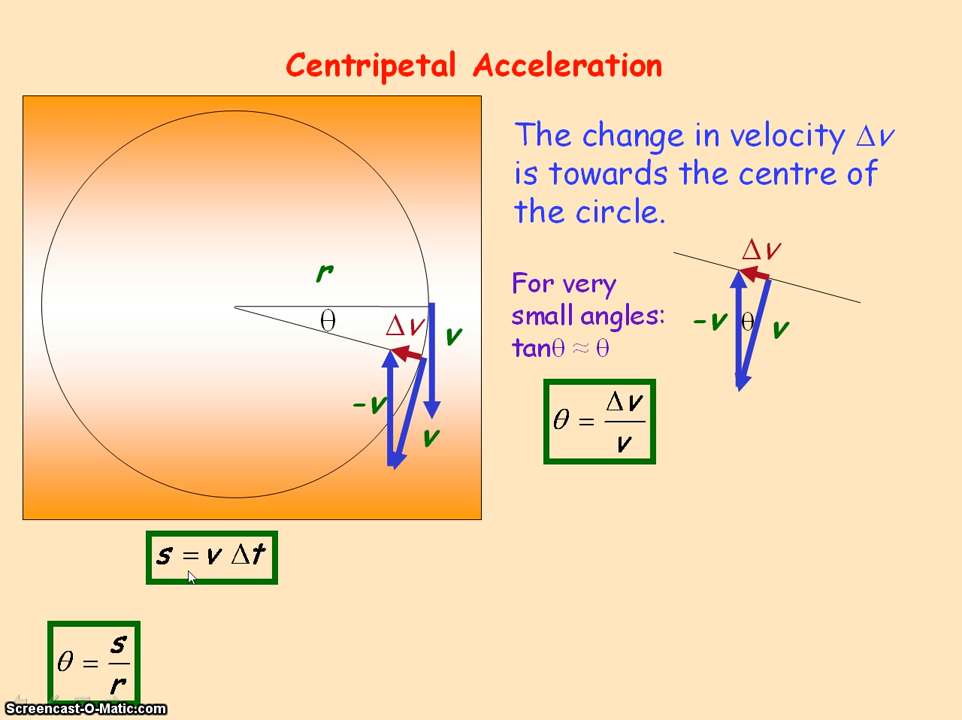 Centripetal Acceleration
The change in velocity Δv
is towards the centre of
the circle.
r
θ
Δv
v
-v
v
For very
small angles:
tanθ ≈ θ
Δv
-v
θ
v
θ = Δv / v
s = v Δt
θ = s / r
Screencast-O-Matic.com